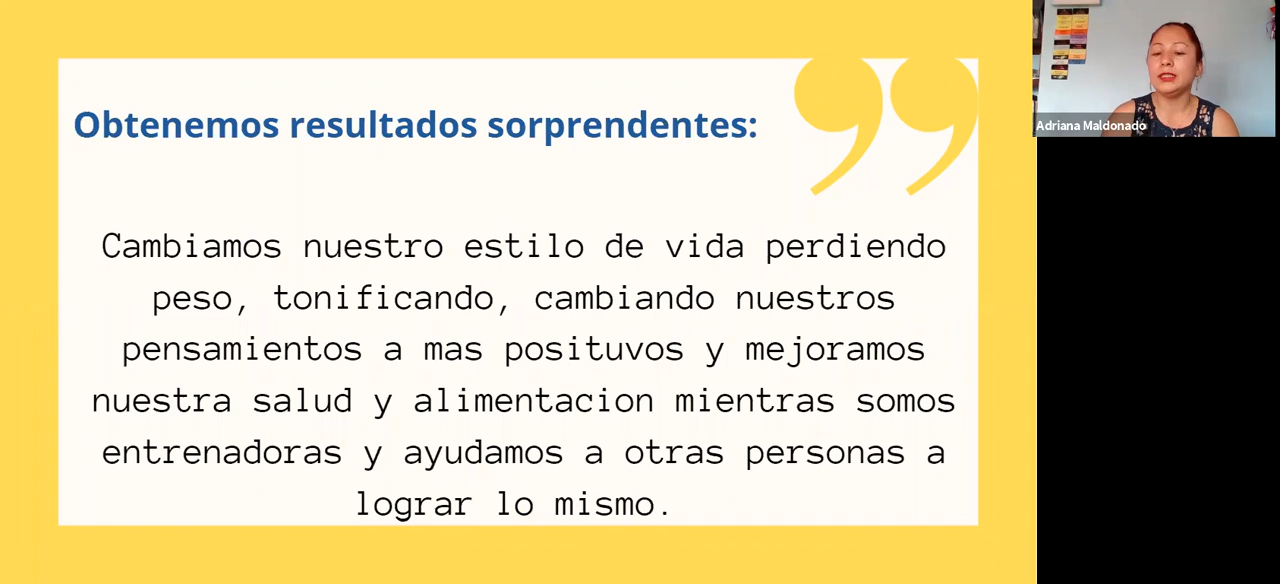 Obtenemos resultados sorprendentes:
Cambiamos nuestro estilo de vida perdiendo
peso, tonificando, cambiando nuestros
pensamientos a mas posituvos y mejoramos
nuestra salud y alimentacion mientras somos
entrenadoras y ayudamos a otras personas a
lograr lo mismo.
Adriana Maldonado